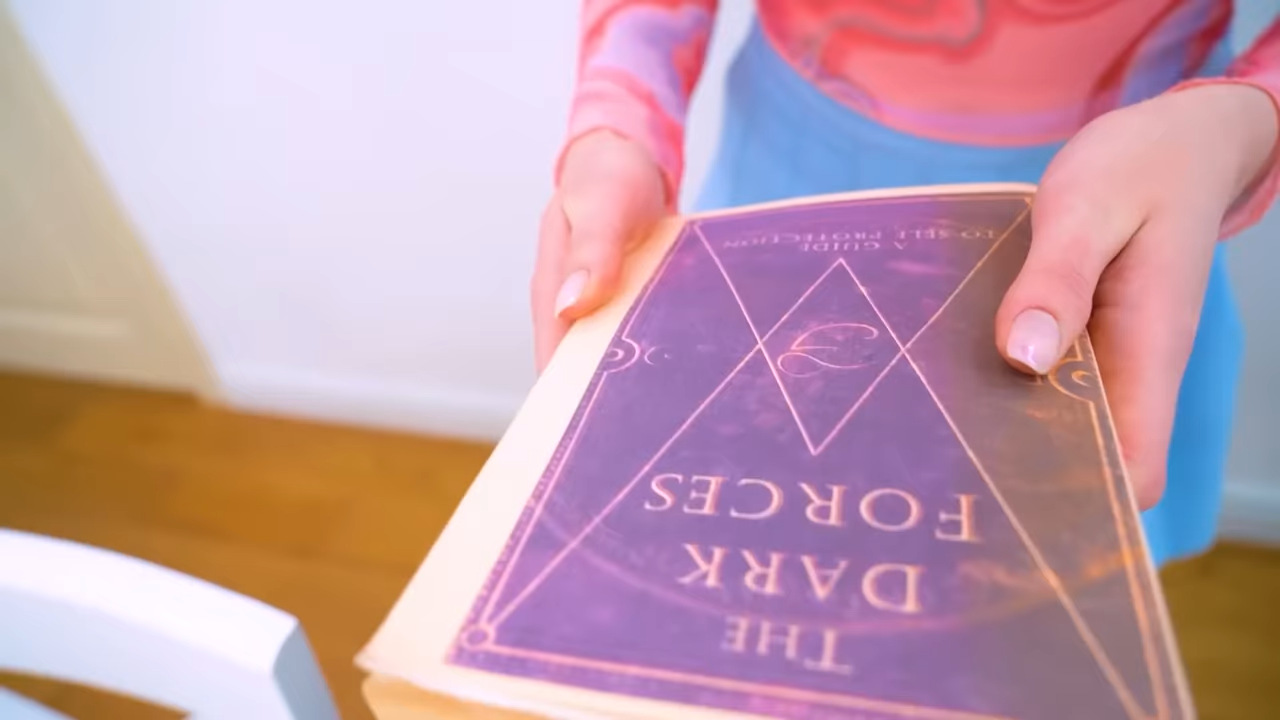 THE
DARK
FORCES
A GUIDE
TO SELF PROTECTION